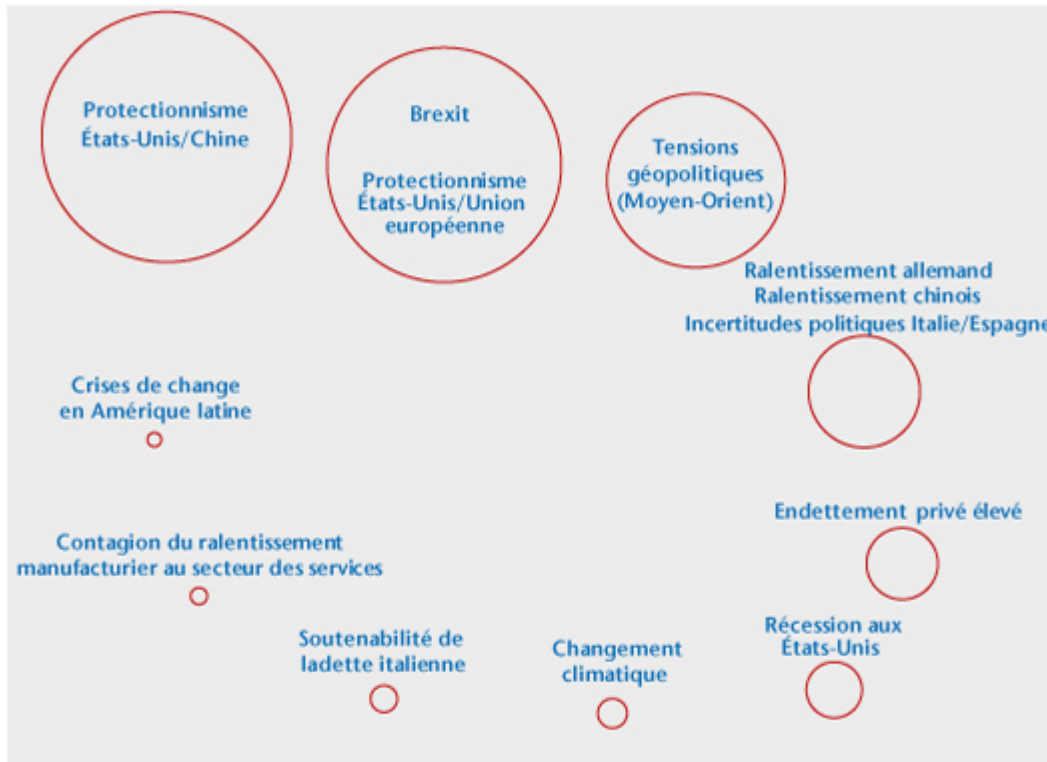 Protectionnisme
États-Unis/Chine
Brexit
Protectionnisme
États-Unis/Union
européenne
Tensions
géopolitiques
(Moyen-Orient)
Ralentissement allemand
Ralentissement chinois
Incertitudes politiques Italie/Espagne
Crises de change
en Amérique latine
Endettement privé élevé
Contagion du ralentissement
manufacturier au secteur des services
Soutenabilité de
ladette italienne
Changement
climatique
Récession aux
États-Unis